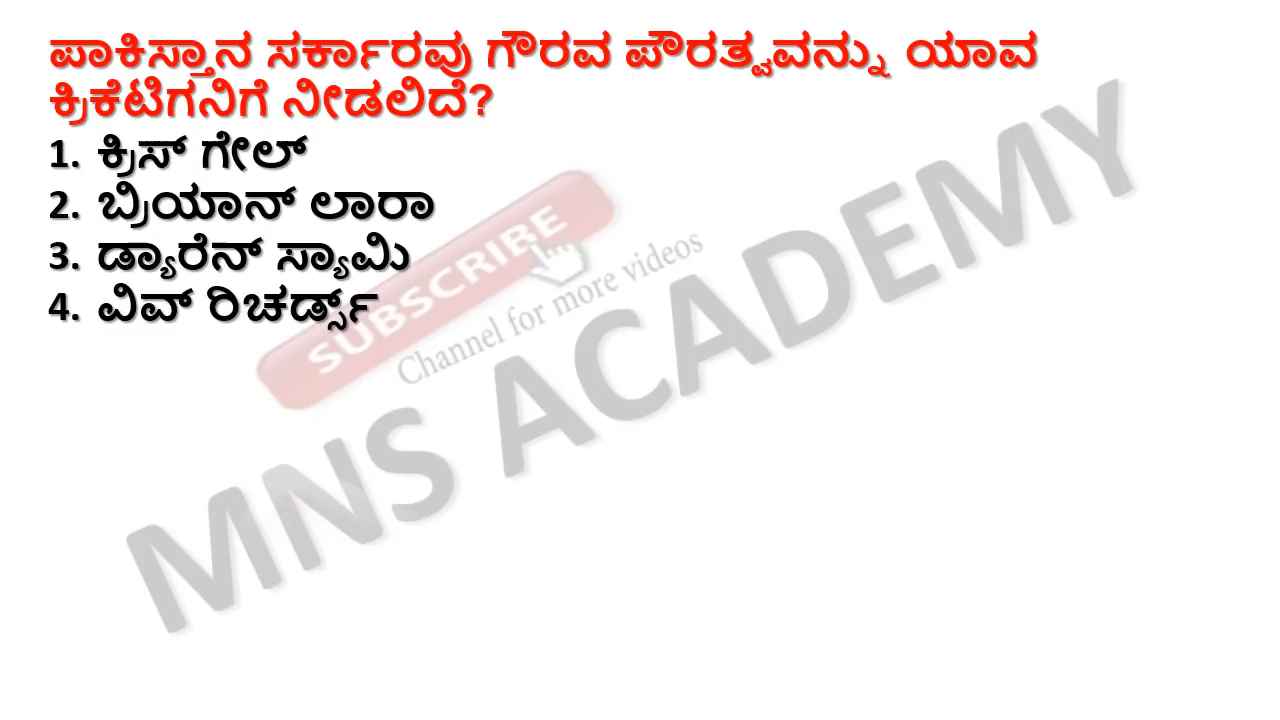 ಪಾಕಿಸ್ತಾನ ಸರ್ಕಾರವು ಗೌರವ ಪೌರತ್ವವನ್ನು ಯಾವ
ಕ್ರಿಕೆಟಿಗನಿಗೆ ನೀಡಲಿದೆ?
1. ಕ್ರಿಸ್ ಗೇಲ್
2. ಬ್ರಿಯಾನ್ ಲಾರಾ
3. ಡ್ಯಾರೆನ್ ಸ್ಯಾಮಿ
4. ವಿವ್ ರಿಚರ್ಡ್ಸ್
SUBSCRIBE
Channel for more videos
MNS ACADEMY